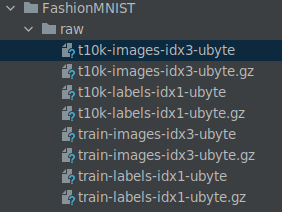 FashionMNIST
raw
t10k-images-idx3-ubyte
t10k-images-idx3-ubyte.gz
t10k-labels-idx1-ubyte
t10k-labels-idx1-ubyte.gz
train-images-idx3-ubyte
train-images-idx3-ubyte.gz
train-labels-idx1-ubyte
train-labels-idx1-ubyte.gz